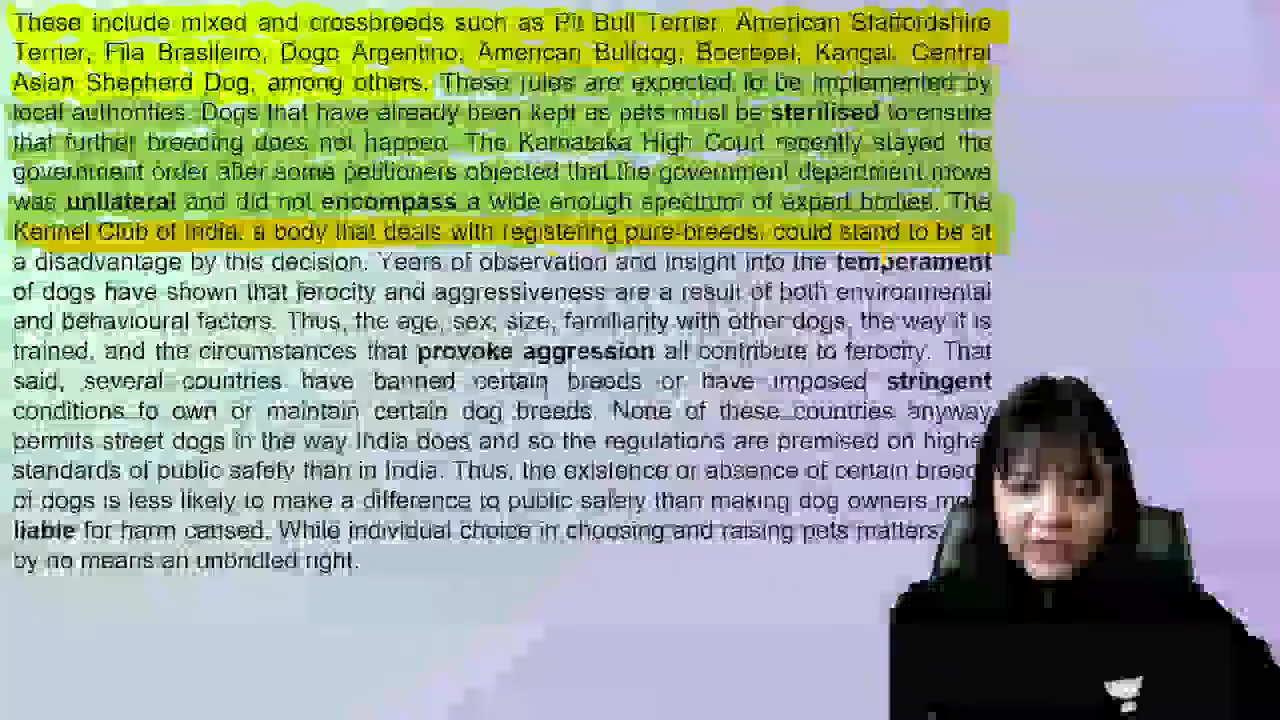 These include mixed and crossbreeds such as Pit Bull Terrier, American Staffordshire
Terrier, Fila Brasileiro, Dogo Argentino, American Bulldog, Boerboel, Kangal, Central
Asian Shepherd Dog, among others. These rules are expected to be implemented by
local authorities. Dogs that have already been kept as pets must be sterilised to ensure
that further breeding does not happen. The Karnataka High Court recently stayed the
government order after some petitioners objected that the government department move
was unilateral and did not encompass a wide enough spectrum of expert bodies. The
Kennel Club of India, a body that deals with registering pure-breeds, could stand to be at
a disadvantage by this decision. Years of observation and insight into the temperament
of dogs have shown that ferocity and aggressiveness are a result of both environmental
and behavioural factors. Thus, the age, sex, size, familiarity with other dogs, the way it is
trained, and the circumstances that provoke aggression all contribute to ferocity. That
said, several countries have banned certain breeds or have imposed stringent
conditions to own or maintain certain dog breeds. None of these countries anyway
permits street dogs in the way India does and so the regulations are premised on higher
standards of public safety than in India. Thus, the existence or absence of certain breed
of dogs is less likely to make a difference to public safety than making dog owners mo
liable for harm caused. While individual choice in choosing and raising pets matters,
by no means an unbridled right.